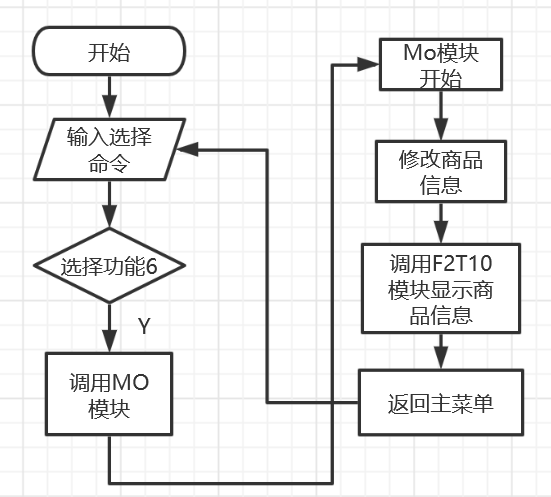 开始
输入选择
命令
选择功能6
Y
调用MO
模块
Mo模块
开始
修改商品
信息
调用F2T10
模块显示商
品信息
返回主菜单